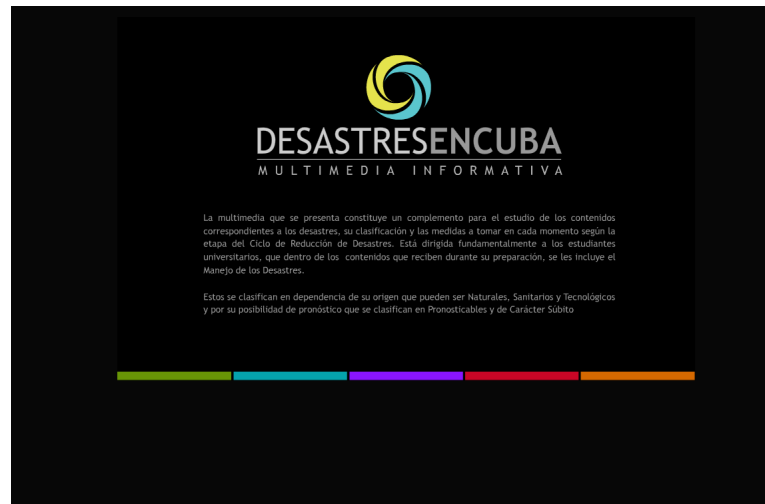 DESASTRESENCUBA
MULTIMEDIA INFORMATIVA
La multimedia que se presenta constituye un complemento para el estudio de los contenidos
correspondientes a los desastres, su clasificación y las medidas a tomar en cada momento según la
etapa del Ciclo de Reducción de Desastres. Está dirigida fundamentalmente a los estudiantes
universitarios, que dentro de los contenidos que reciben durante su preparación, se les incluye el
Manejo de los Desastres.
Estos se clasifican en dependencia de su origen que pueden ser Naturales, Sanitarios y Tecnológicos
y por su posibilidad de pronóstico que se clasifican en Pronosticables y de Carácter Súbito